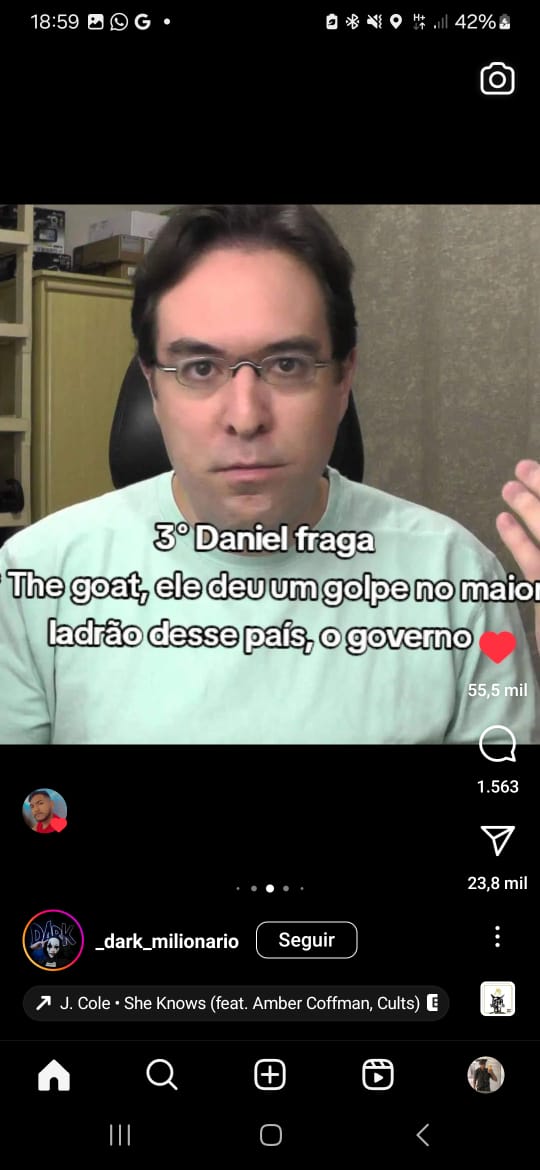 18:59
H+
42%
3° Daniel fraga
The goat, ele deu um golpe no maior
ladrão desse país, o governo
55,5 mil
1.563
23,8 mil
DARK
_dark_milionario
Seguir
J. Cole • She Knows (feat. Amber Coffman, Cults) E